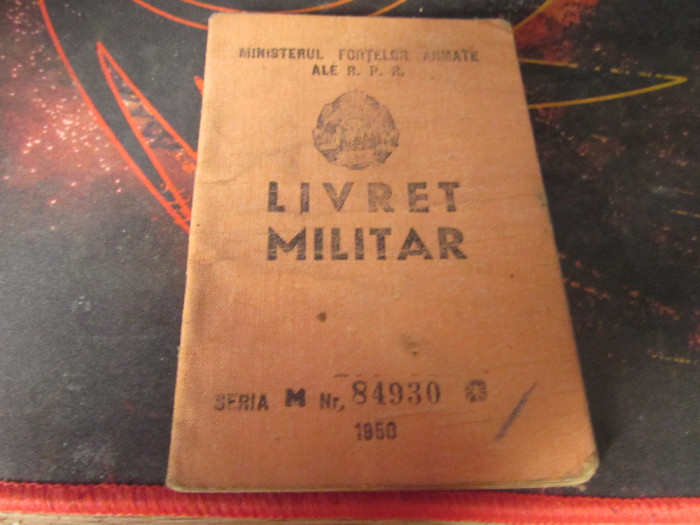 MINISTERUL FORȚELOR ARMATE
ALE R. P. R.
LIVRET
MILITAR
SERIA M Nr. 84930
1950